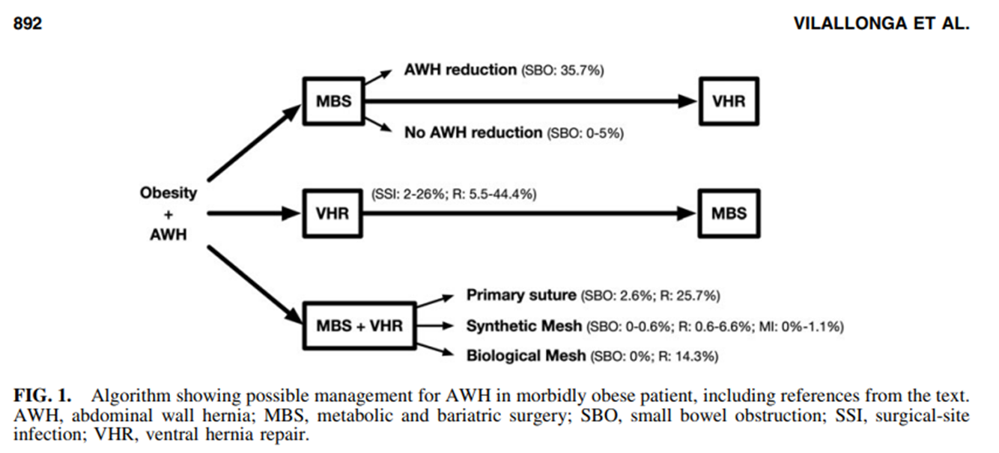 892
VILALLONGA ET AL.
AWH reduction (SBO: 35.7%)
MBS
VHR
No AWH reduction (SBO: 0-5%)
Obesity
+
AWH
(SSI: 2-26%; R: 5.5-44.4%)
VHR
MBS
Primary suture (SBO: 2.6%; R: 25.7%)
MBS + VHR
Synthetic Mesh (SBO: 0-0.6%; R: 0.6-6.6%; MI: 0%-1.1%)
Biological Mesh (SBO: 0%; R: 14.3%)
FIG. 1. Algorithm showing possible management for AWH in morbidly obese patient, including references from the text.
AWH, abdominal wall hernia; MBS, metabolic and bariatric surgery; SBO, small bowel obstruction; SSI, surgical-site
infection; VHR, ventral hernia repair.